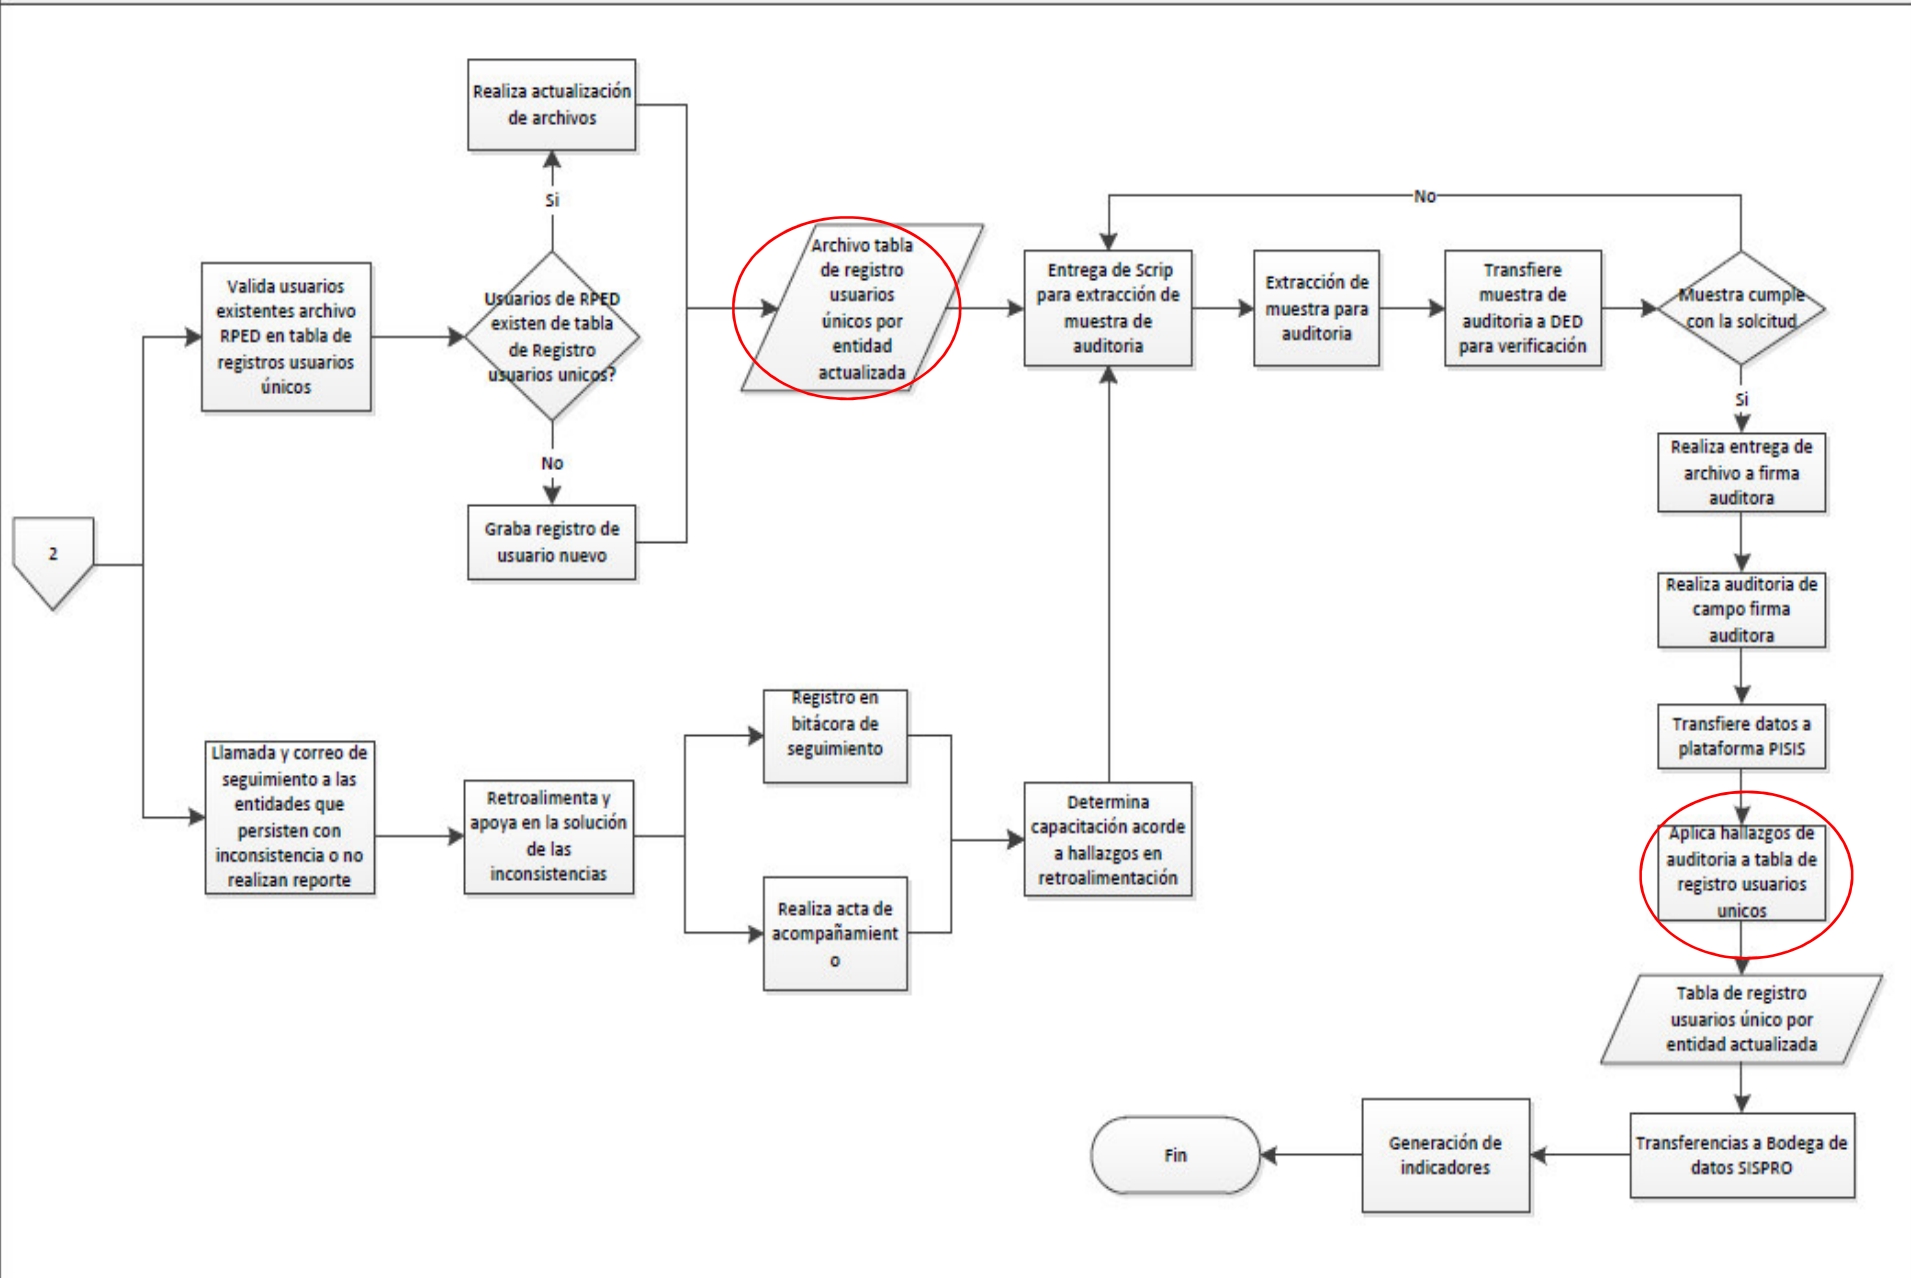 Realiza actualización
de archivos
Si
No
Valida usuarios
existentes archivo
RPED en tabla de
registros usuarios
únicos
Usuarios de RPED
existen de tabla
de Registro
usuarios unicos?
Archivo tabla
de registro
usuarios
únicos por
entidad
actualizada
Entrega de Scrip
para extracción de
muestra de
auditoria
Extracción de
muestra para
auditoria
Transfiere
muestra de
auditoria a DED
para verificación
Muestra cumple
con la solcitud
Si
No
Graba registro de
usuario nuevo
Realiza entrega de
archivo a firma
auditora
2
Realiza auditoria de
campo firma
auditora
Transfiere datos a
plataforma PISIS
Llamada y correo de
seguimiento a las
entidades que
persisten con
inconsistencia o no
realizan reporte
Retroalimenta y
apoya en la solución
de las
inconsistencias
Registro en
bitácora de
seguimiento
Realiza acta de
acompañamient
o
Determina
capacitación acorde
a hallazgos en
retroalimentación
Aplica hallazgos de
auditoria a tabla de
registro usuarios
unicos
Tabla de registro
usuarios único por
entidad actualizada
Transferencias a Bodega de
datos SISPRO
Generación de
indicadores
Fin